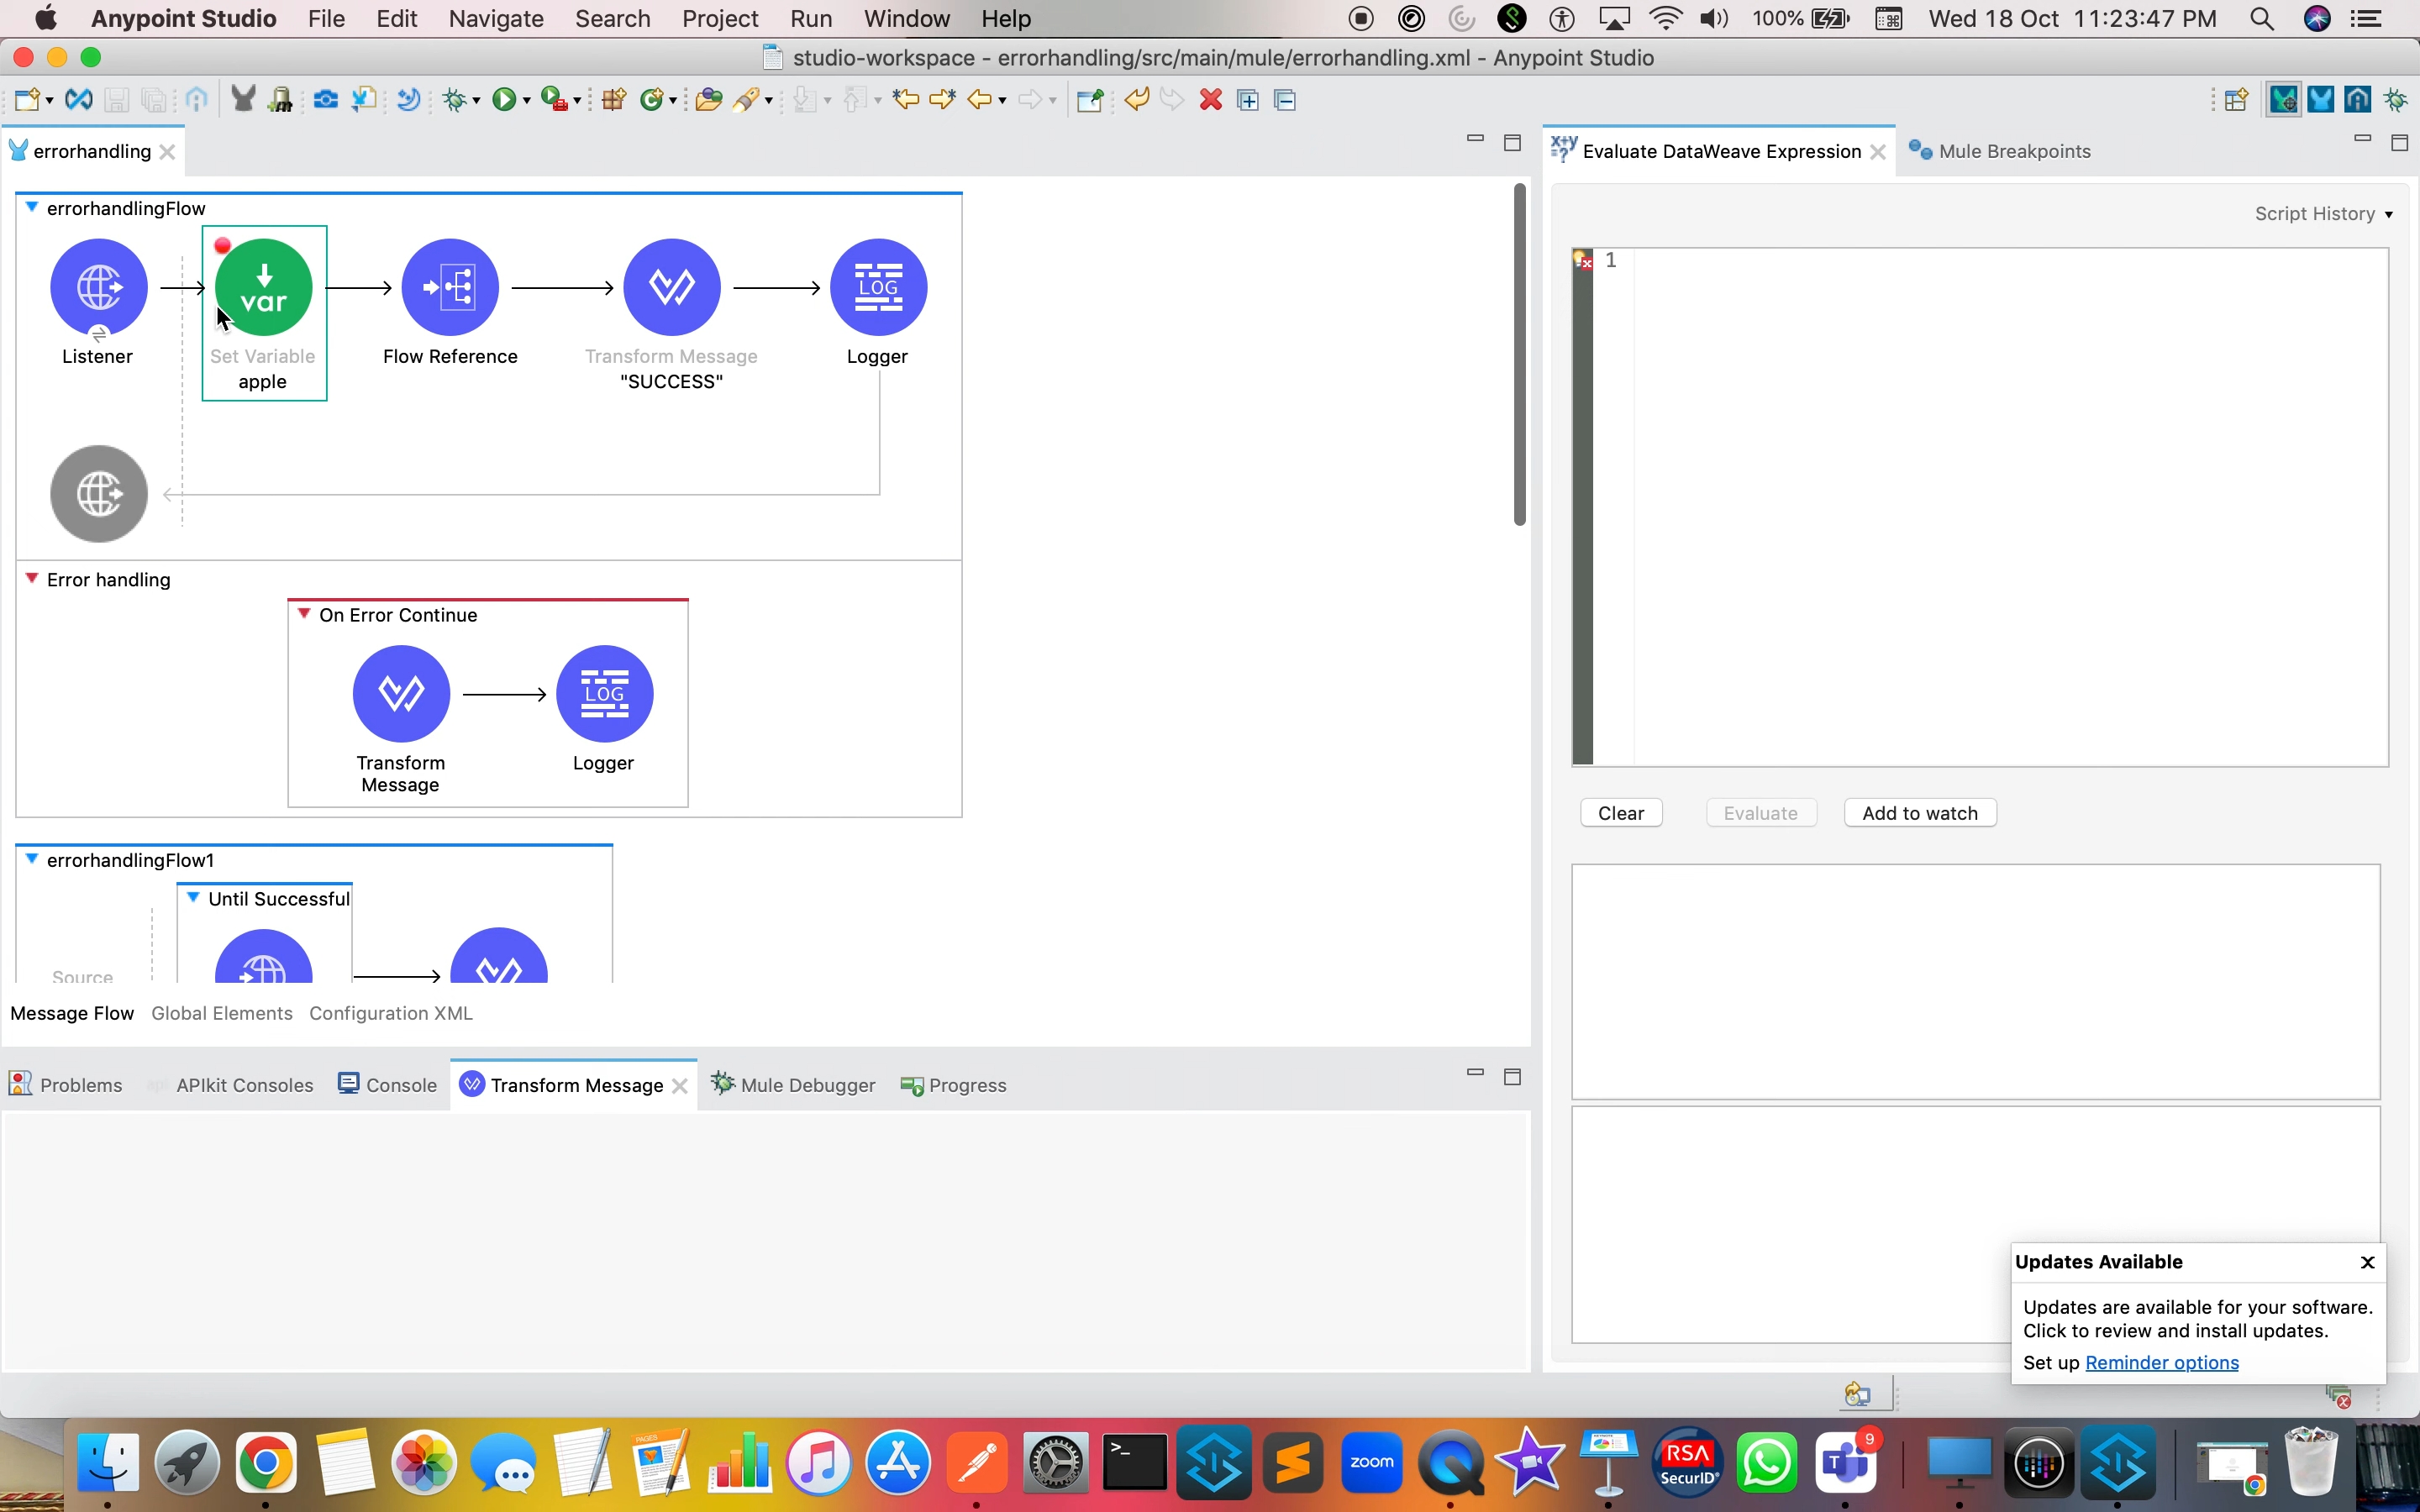 Anypoint Studio File Edit Navigate Search Project Run Window Help 100% Wed 18 Oct 11:23:47 PM
studio-workspace - errorhandling/src/main/mule/errorhandling.xml - Anypoint Studio
errorhandling
Evaluate DataWeave Expression Mule Breakpoints
errorhandlingFlow
Script History
1
var
LOG
Listener
Set Variable
apple
Flow Reference
Transform Message
"SUCCESS"
Logger
Error handling
On Error Continue
LOG
Transform
Message
Logger
Clear Evaluate Add to watch
errorhandlingFlow1
Until Successful
Source
Message Flow Global Elements Configuration XML
Problems APIkit Consoles Console Transform Message Mule Debugger Progress
Updates Available
Updates are available for your software.
Click to review and install updates.
Set up Reminder options
PAGES
>_
zoom
RSA
SecurID®
T
9